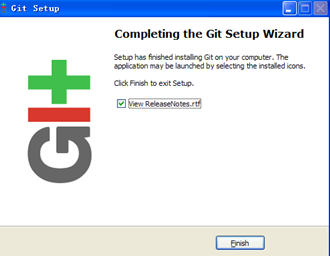 Git Setup
Completing the Git Setup Wizard
Setup has finished installing Git on your computer. The
application may be launched by selecting the installed icons.
Click Finish to exit Setup.
View ReleaseNotes.rtf
GIt
Finish